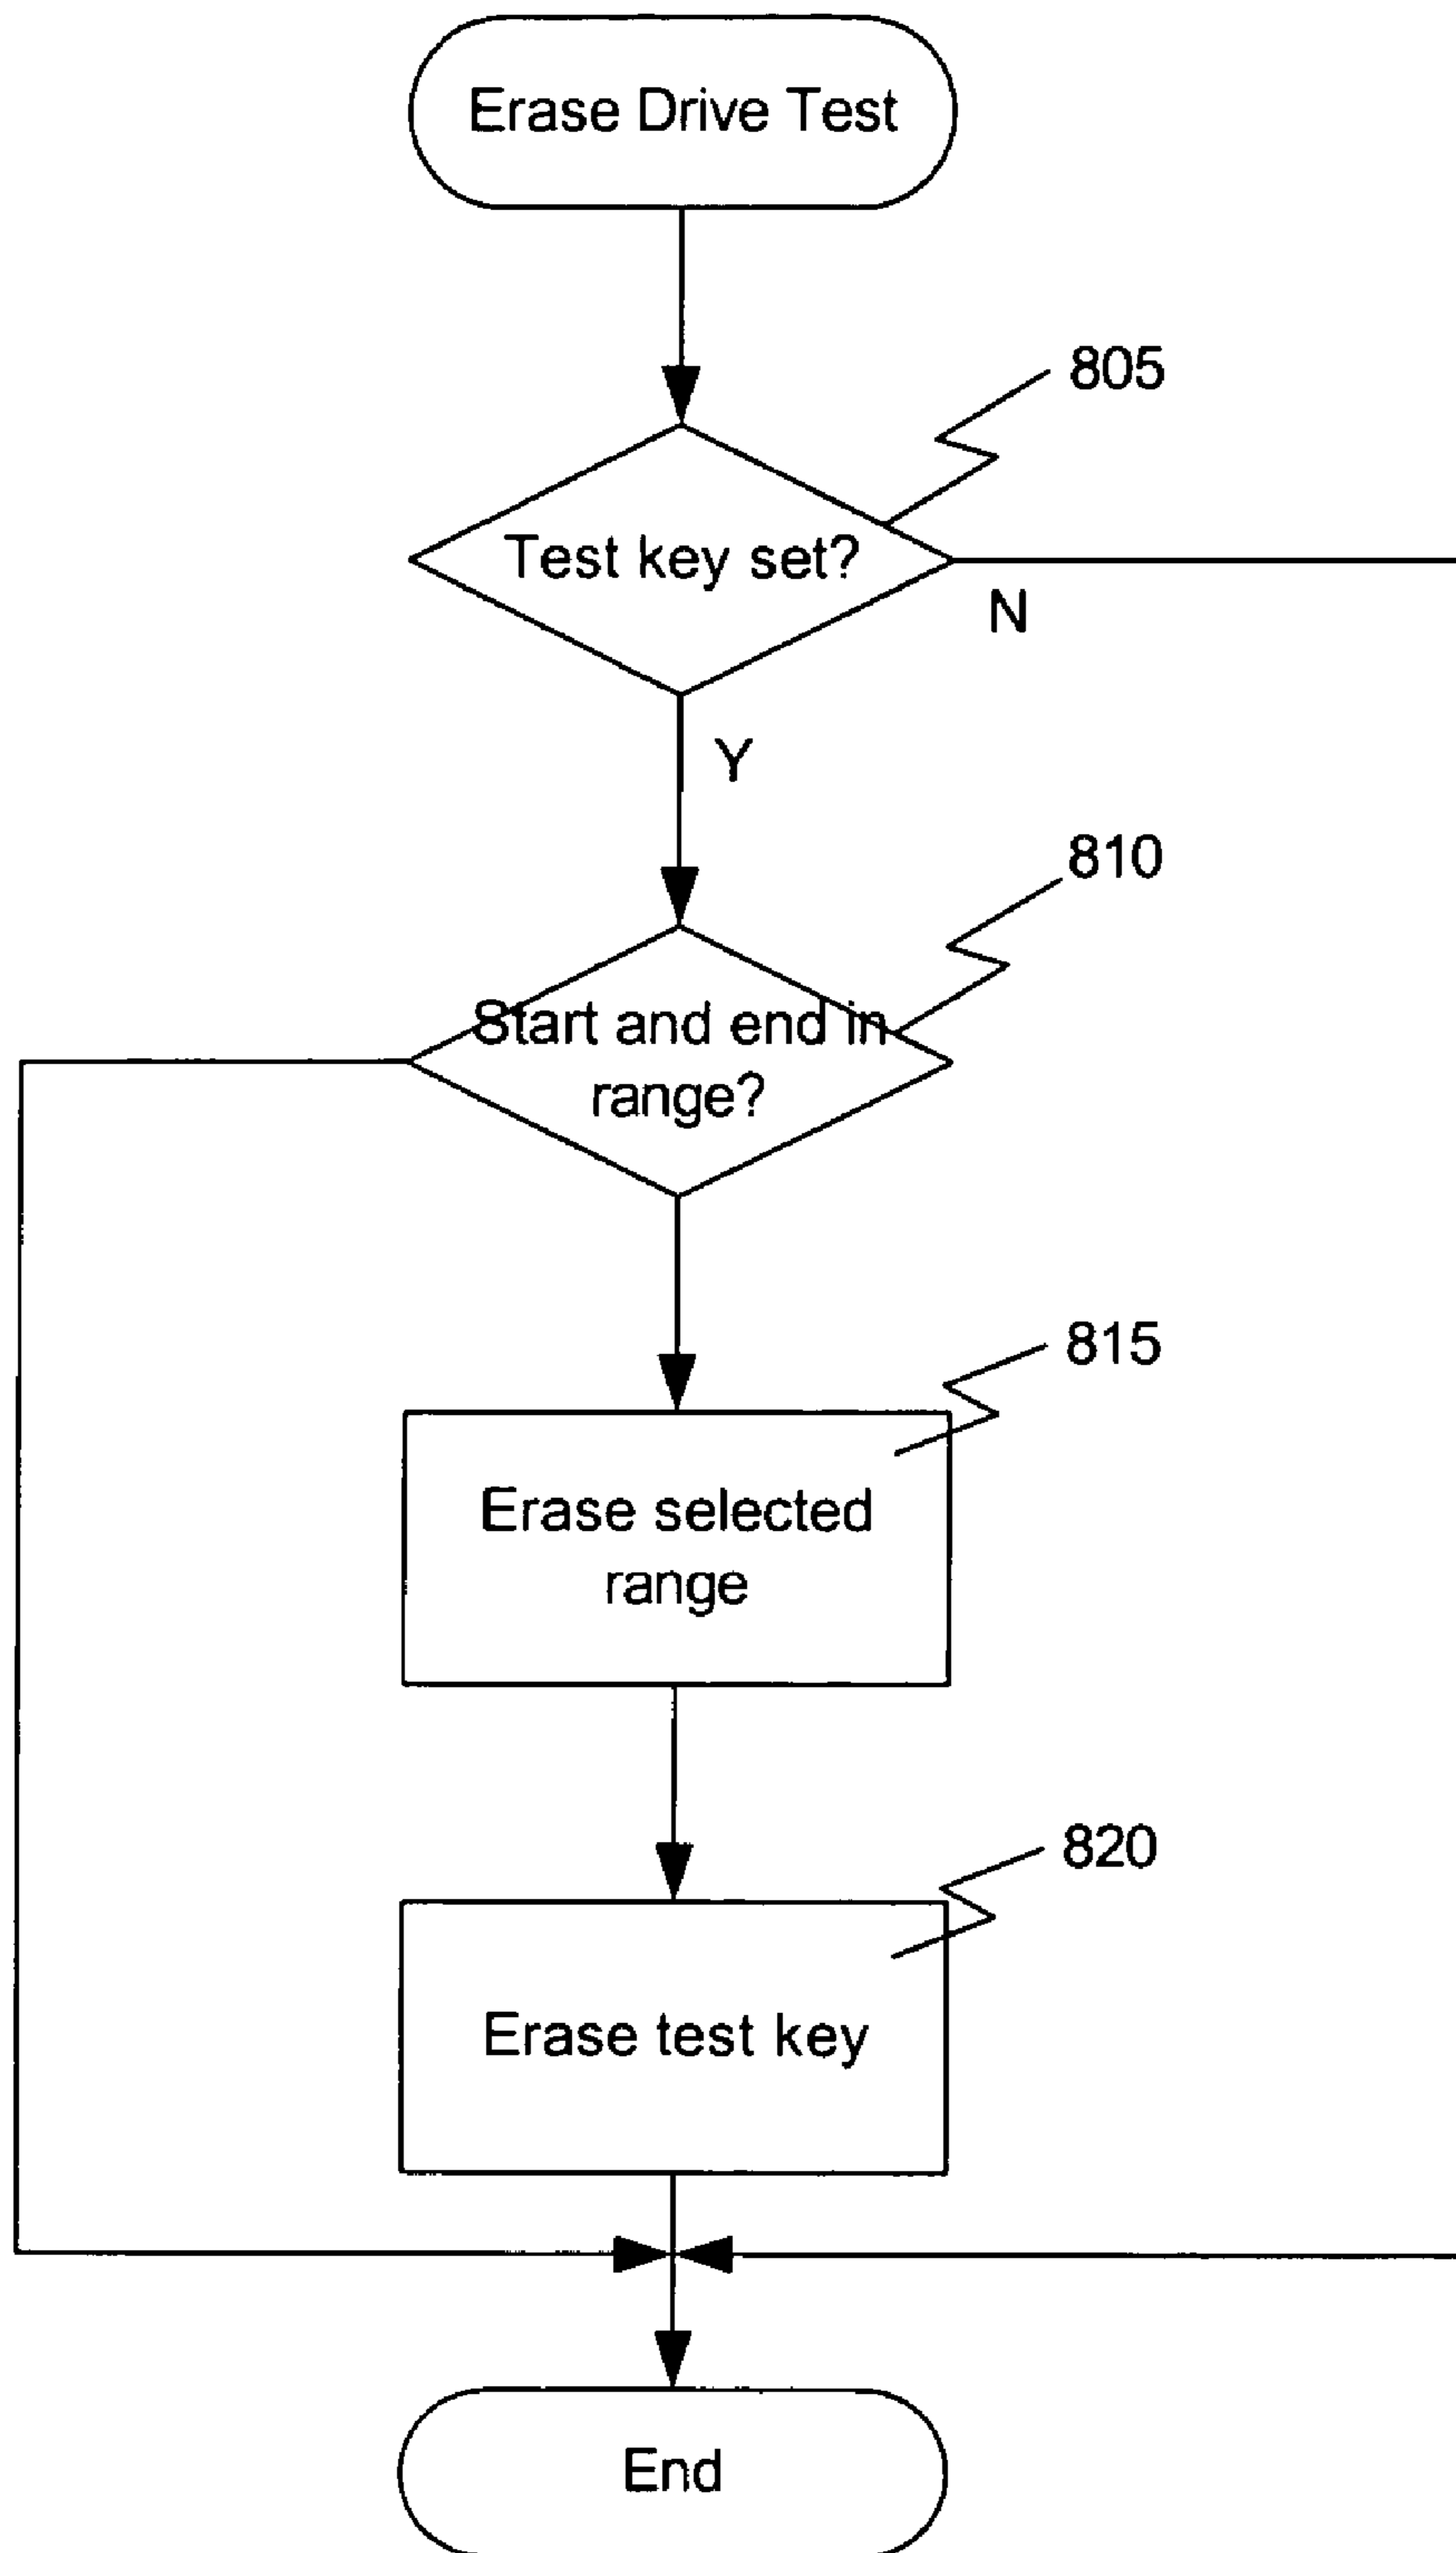 Erase Drive Test
805
Test key set?
N
Y
810
Start and end in
range?
815
Erase selected
range
820
Erase test key
End